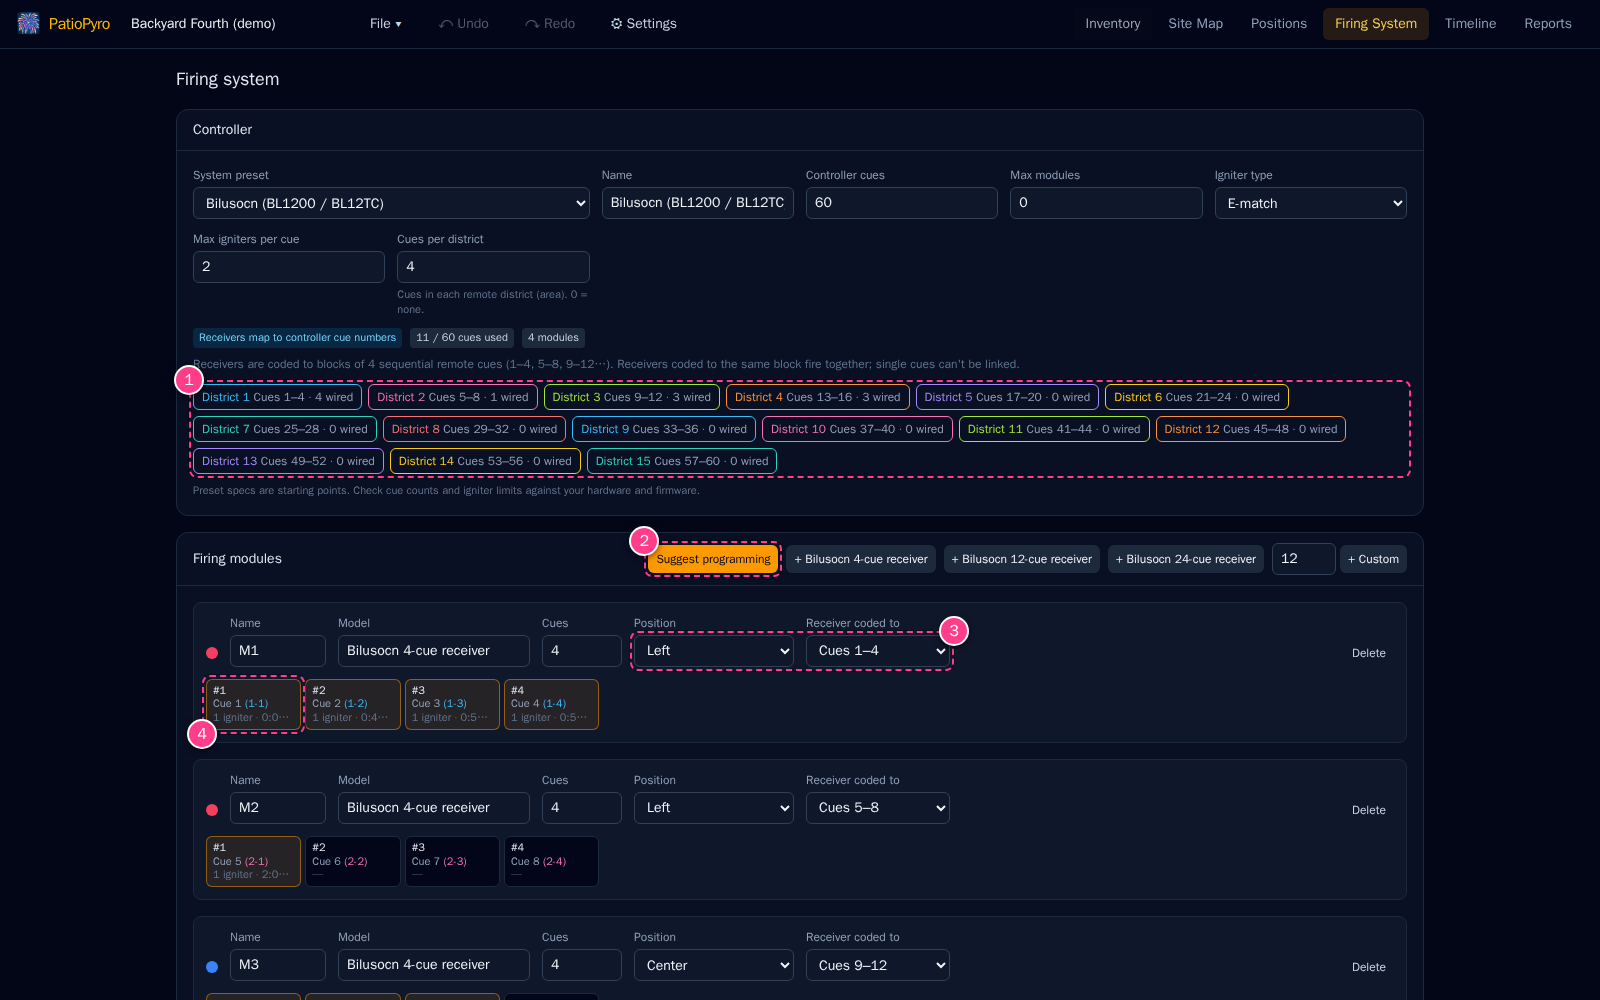 PatioPyro
Backyard Fourth (demo)
File ▾
Undo
Redo
⚙ Settings
Inventory
Site Map
Positions
Firing System
Timeline
Reports
Firing system
Controller
System preset
Name
Controller cues
Max modules
Igniter type
Bilusocn (BL1200 / BL12TC)
Bilusocn (BL1200 / BL12TC
60
0
E-match
Max igniters per cue
Cues per district
2
4
Cues in each remote district (area). 0 =
none.
Receivers map to controller cue numbers
11 / 60 cues used
4 modules
Receivers are coded to blocks of 4 sequential remote cues (1–4, 5–8, 9–12…). Receivers coded to the same block fire together; single cues can't be linked.
1
District 1 Cues 1–4 · 4 wired
District 2 Cues 5–8 · 1 wired
District 3 Cues 9–12 · 3 wired
District 4 Cues 13–16 · 3 wired
District 5 Cues 17–20 · 0 wired
District 6 Cues 21–24 · 0 wired
District 7 Cues 25–28 · 0 wired
District 8 Cues 29–32 · 0 wired
District 9 Cues 33–36 · 0 wired
District 10 Cues 37–40 · 0 wired
District 11 Cues 41–44 · 0 wired
District 12 Cues 45–48 · 0 wired
District 13 Cues 49–52 · 0 wired
District 14 Cues 53–56 · 0 wired
District 15 Cues 57–60 · 0 wired
Preset specs are starting points. Check cue counts and igniter limits against your hardware and firmware.
Firing modules
2
Suggest programming
+ Bilusocn 4-cue receiver
+ Bilusocn 12-cue receiver
+ Bilusocn 24-cue receiver
12
+ Custom
Name
Model
Cues
Position
Receiver coded to
3
M1
Bilusocn 4-cue receiver
4
Left
Cues 1–4
Delete
#1
Cue 1 (1-1)
1 igniter · 0:0…
#2
Cue 2 (1-2)
1 igniter · 0:4…
#3
Cue 3 (1-3)
1 igniter · 0:5…
#4
Cue 4 (1-4)
1 igniter · 0:5…
4
Name
Model
Cues
Position
Receiver coded to
M2
Bilusocn 4-cue receiver
4
Left
Cues 5–8
Delete
#1
Cue 5 (2-1)
1 igniter · 2:0…
#2
Cue 6 (2-2)
—
#3
Cue 7 (2-3)
—
#4
Cue 8 (2-4)
—
Name
Model
Cues
Position
Receiver coded to
M3
Bilusocn 4-cue receiver
4
Center
Cues 9–12
Delete